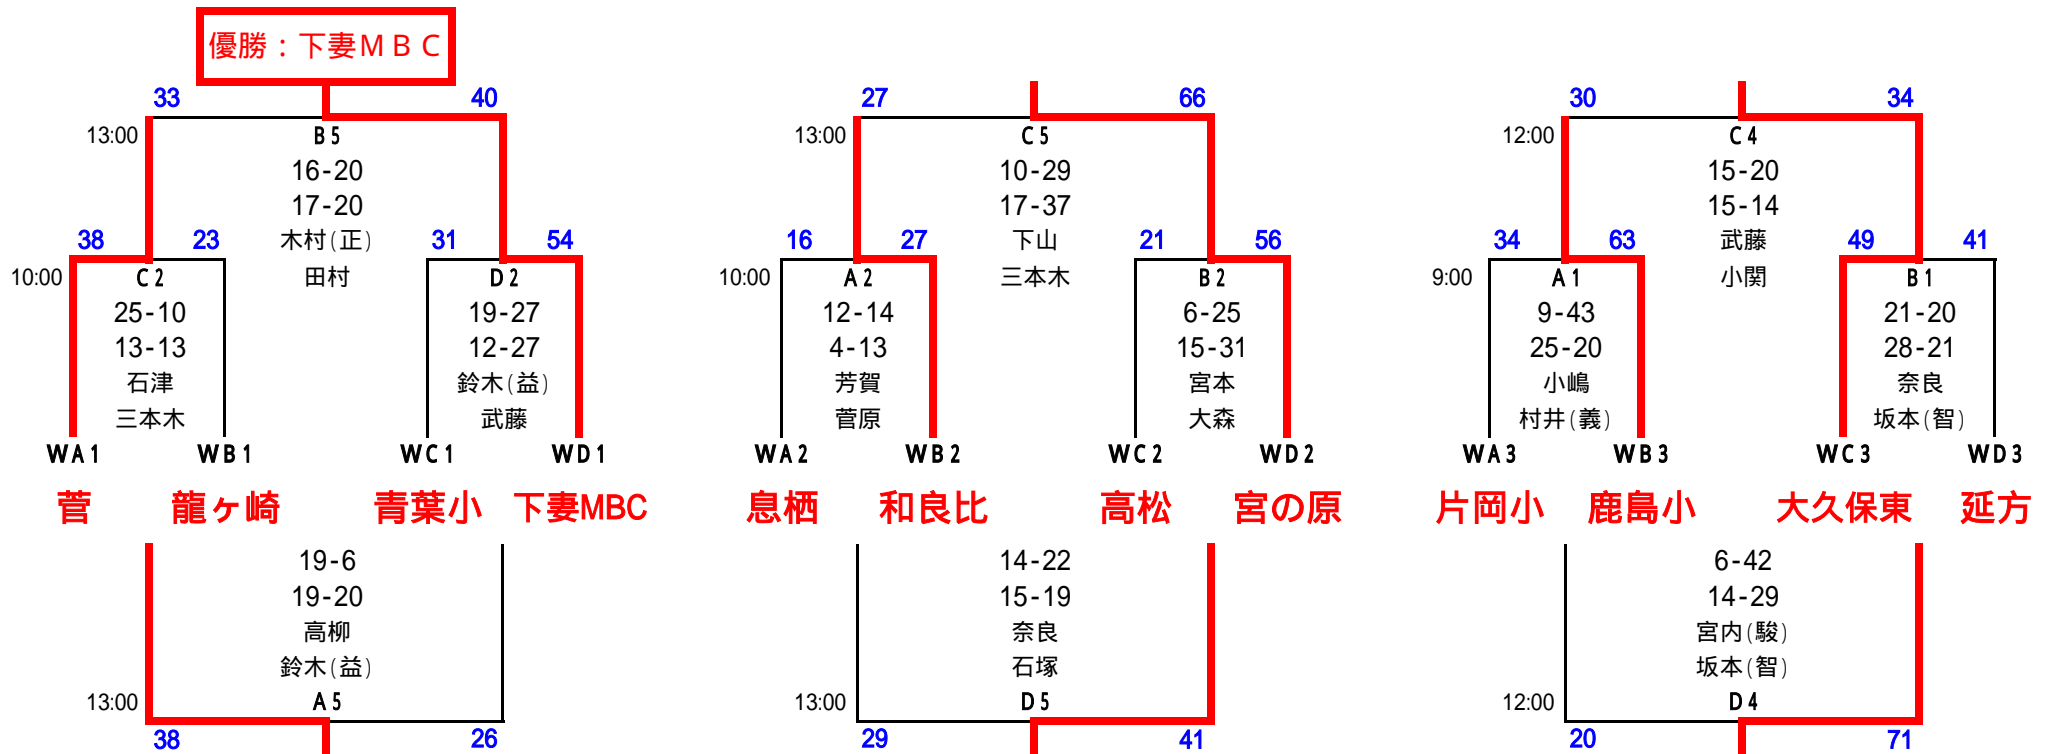 優勝：下妻ＭＢＣ
33 40 27 66 30 34
13:00 B5 13:00 C5 12:00 C4
16-20 10-29 15-20
17-20 17-37 15-14
38 23 木村(正) 31 54 16 27 下山 21 56 34 63 武藤 49 41
10:00 C2 田村 D2 10:00 A2 三本木 B2 9:00 A1 小関 B1
25-10 19-27 12-14 6-25 9-43 21-20
13-13 12-27 4-13 15-31 25-20 28-21
石津 鈴木(益) 芳賀 宮本 小嶋 奈良
三本木 武藤 菅原 大森 村井(義) 坂本(智)
WA1 WB1 WC1 WD1 WA2 WB2 WC2 WD2 WA3 WB3 WC3 WD3
菅 龍ヶ崎 青葉小 下妻MBC 息栖 和良比 高松 宮の原 片岡小 鹿島小 大久保東 延方
19-6 14-22 6-42
19-20 15-19 14-29
高柳 奈良 宮内(駿)
鈴木(益) 石塚 坂本(智)
13:00 A5 13:00 D5 12:00 D4
38 26 29 41 20 71